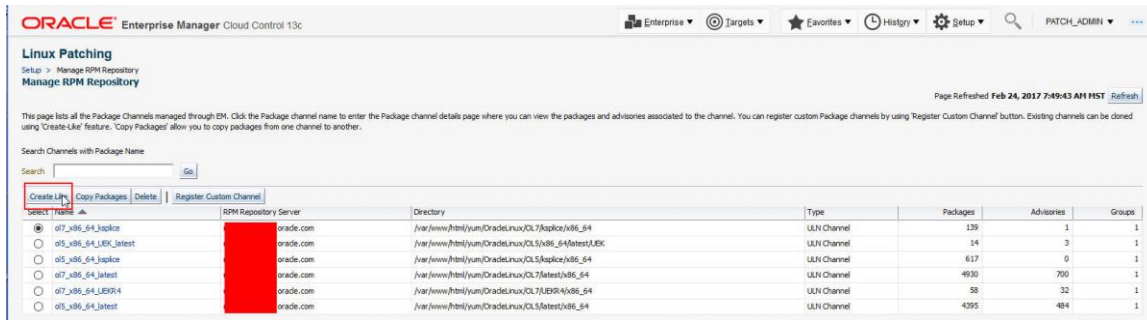 ORACLE Enterprise Manager Cloud Control 13c Enterprise Targets Favorites History Setup PATCH_ADMIN
Linux Patching
Setup > Manage RPM Repository
Manage RPM Repository
Page Refreshed Feb 24, 2017 7:49:43 AM MST Refresh
This page lists all the Package Channels managed through EM. Click the Package channel name to enter the Package channel details page where you can view the packages and advisories associated to the channel. You can register custom Package channels by using 'Register Custom Channel' button. Existing channels can be cloned
using 'Create-Like' feature. 'Copy Packages' allow you to copy packages from one channel to another.
Search Channels with Package Name
Search Go
Create Like Copy Packages Delete | Register Custom Channel
Select Name RPM Repository Server Directory Type Packages Advisories Groups
ol7_x86_64_ksplice oracle.com /var/www/html/yum/OracleLinux/OL7/ksplice/x86_64 ULN Channel 139 1 1
ol5_x86_64_UEK_latest oracle.com /var/www/html/yum/OracleLinux/OL5/x86_64/latest/UEK ULN Channel 14 3 1
ol5_x86_64_ksplice oracle.com /var/www/html/yum/OracleLinux/OL5/ksplice/x86_64 ULN Channel 617 0 1
ol7_x86_64_latest oracle.com /var/www/html/yum/OracleLinux/OL7/latest/x86_64 ULN Channel 4930 700 1
ol7_x86_64_UEKR4 oracle.com /var/www/html/yum/OracleLinux/OL7/UEKR4/x86_64 ULN Channel 58 32 1
ol5_x86_64_latest oracle.com /var/www/html/yum/OracleLinux/OL5/latest/x86_64 ULN Channel 4395 484 1